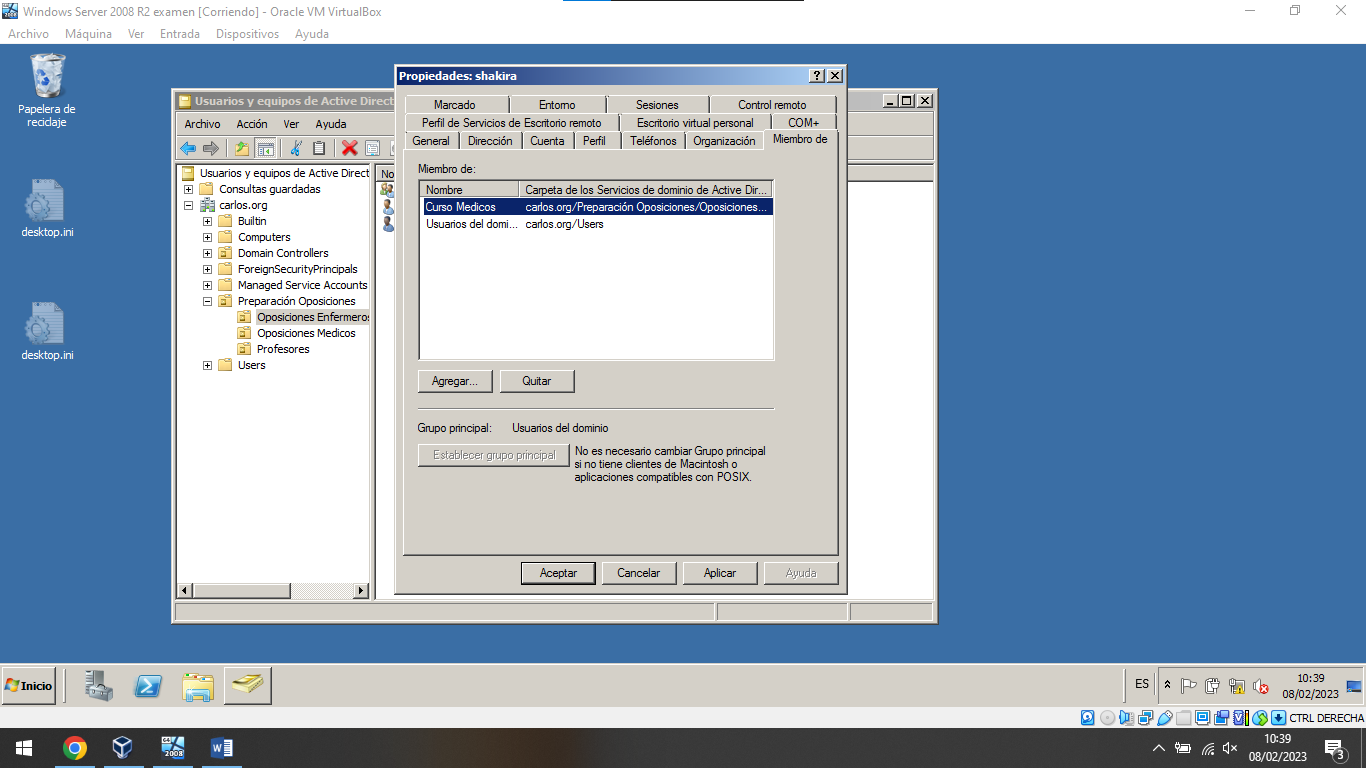 Windows Server 2008 R2 examen [Corriendo] - Oracle VM VirtualBox
Archivo Máquina Ver Entrada Dispositivos Ayuda
Papelera de
reciclaje
desktop.ini
desktop.ini
Usuarios y equipos de Active Direct
Archivo Acción Ver Ayuda
Usuarios y equipos de Active Direct
Consultas guardadas
carlos.org
Builtin
Computers
Domain Controllers
ForeignSecurityPrincipals
Managed Service Accounts
Preparación Oposiciones
Oposiciones Enfermeros
Oposiciones Medicos
Profesores
Users
No
Propiedades: shakira
Marcado Entorno Sesiones Control remoto
Perfil de Servicios de Escritorio remoto Escritorio virtual personal COM+
General Dirección Cuenta Perfil Teléfonos Organización Miembro de
Miembro de:
Nombre Carpeta de los Servicios de dominio de Active Dir...
Curso Medicos carlos.org/Preparación Oposiciones/Oposiciones...
Usuarios del domi... carlos.org/Users
Agregar... Quitar
Grupo principal: Usuarios del dominio
Establecer grupo principal
No es necesario cambiar Grupo principal
si no tiene clientes de Macintosh o
aplicaciones compatibles con POSIX.
Aceptar Cancelar Aplicar Ayuda
Inicio
ES
10:39
08/02/2023
CTRL DERECHA
2008
10:39
08/02/2023
3